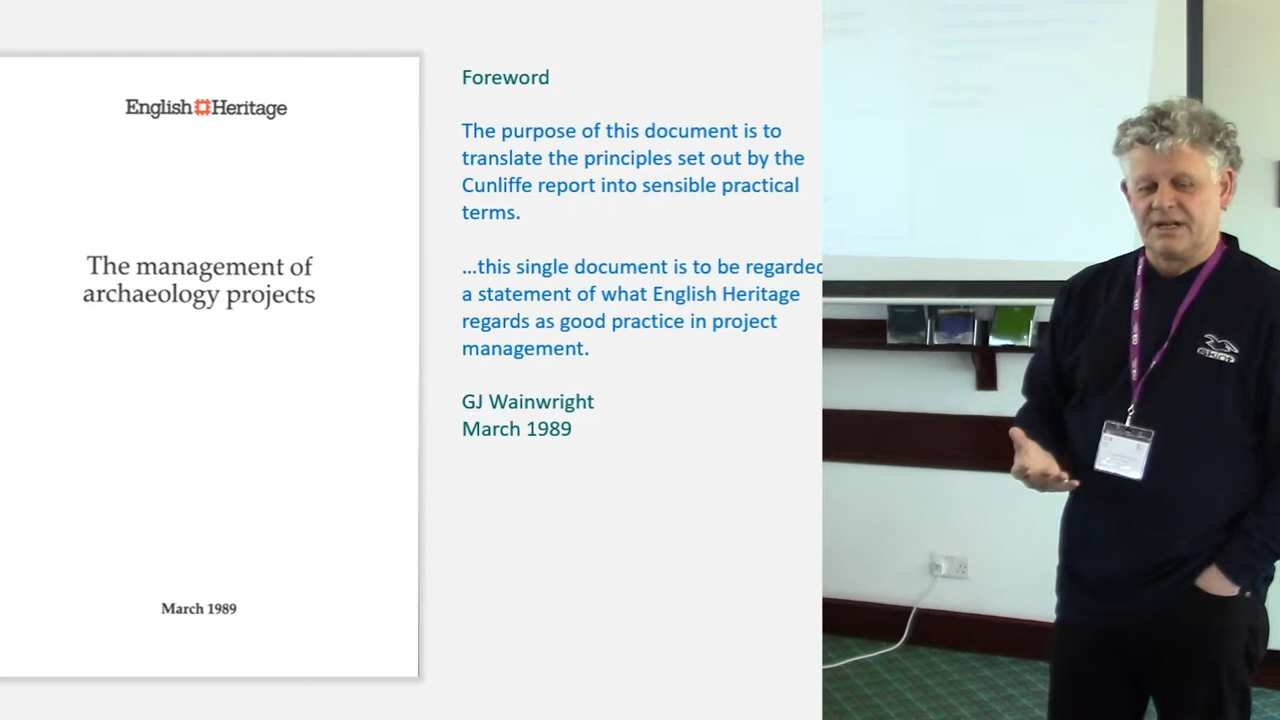 English Heritage
The management of
archaeology projects
March 1989
Foreword
The purpose of this document is to
translate the principles set out by the
Cunliffe report into sensible practical
terms.
...this single document is to be regarded
a statement of what English Heritage
regards as good practice in project
management.
GJ Wainwright
March 1989